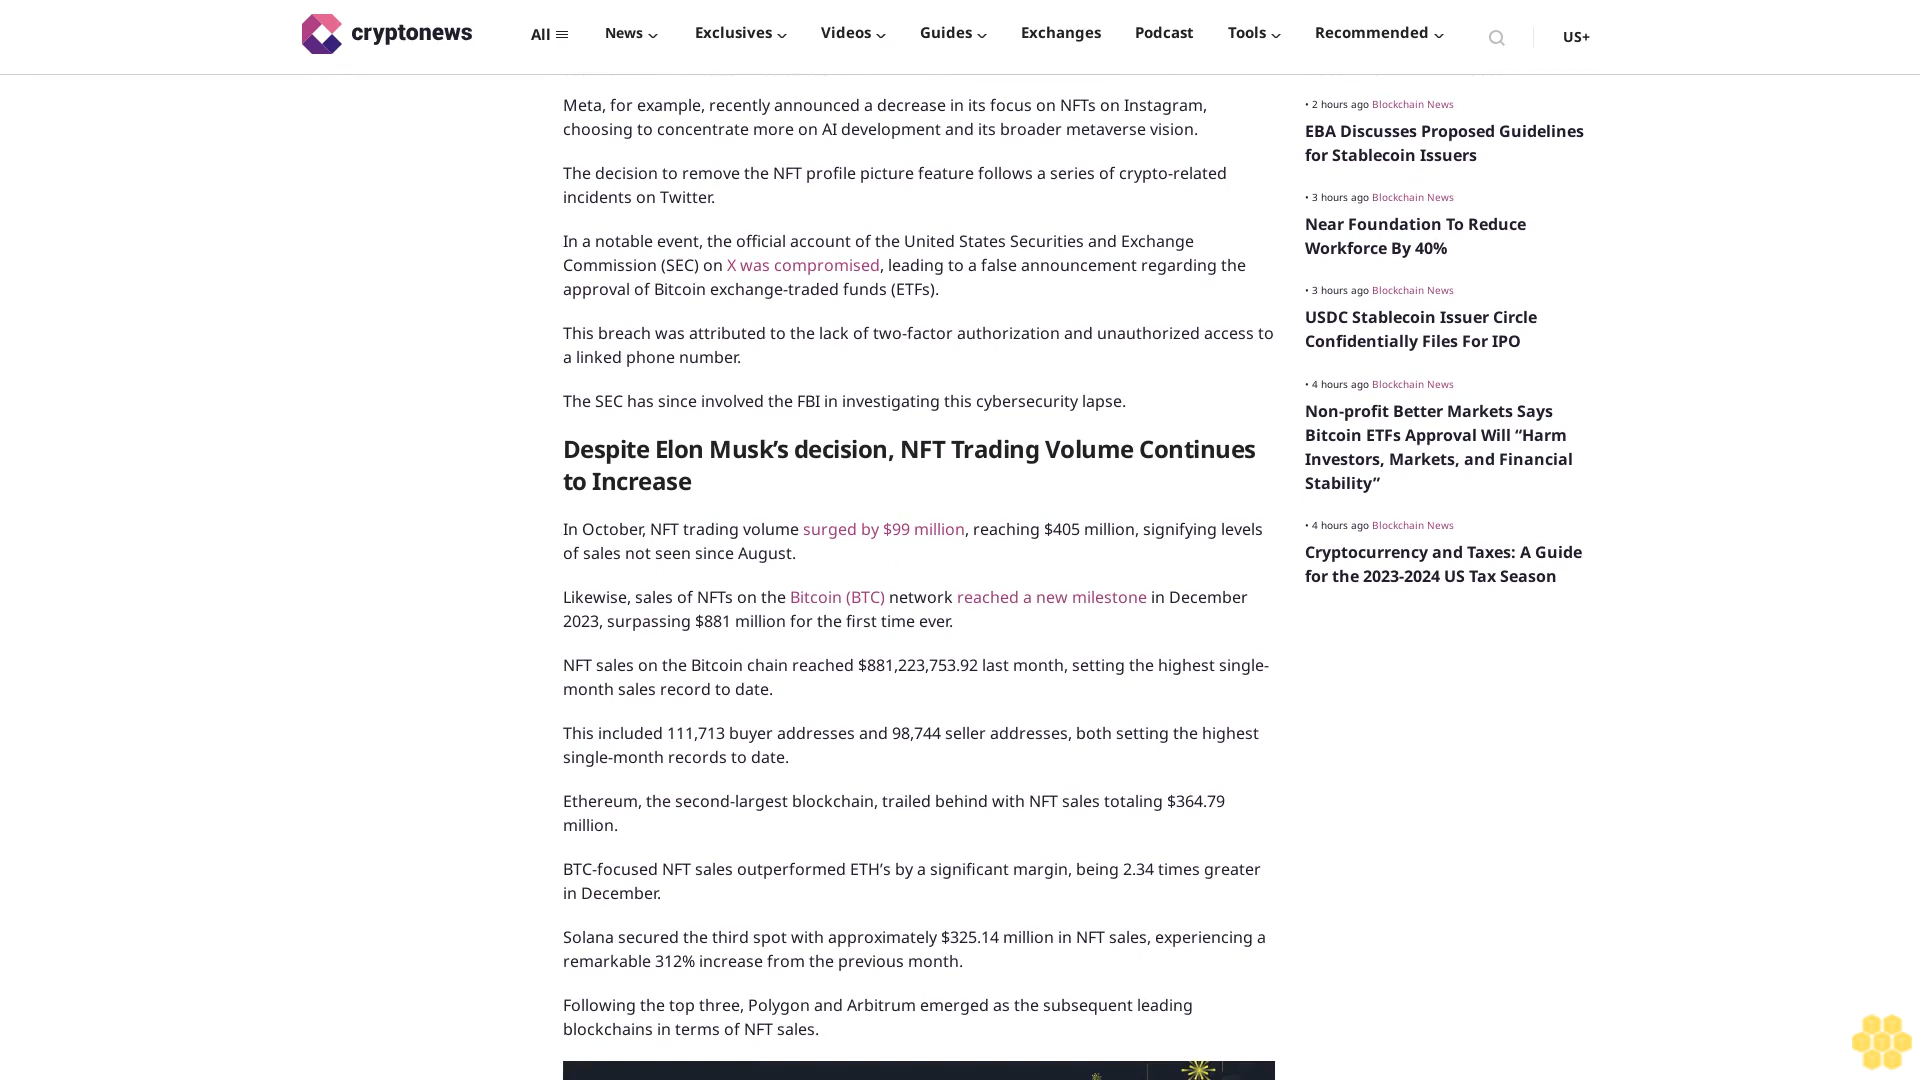 cryptonews
All
News
Exclusives
Videos
Guides
Exchanges
Podcast
Tools
Recommended
US+
Meta, for example, recently announced a decrease in its focus on NFTs on Instagram,
choosing to concentrate more on AI development and its broader metaverse vision.
The decision to remove the NFT profile picture feature follows a series of crypto-related
incidents on Twitter.
In a notable event, the official account of the United States Securities and Exchange
Commission (SEC) on X was compromised, leading to a false announcement regarding the
approval of Bitcoin exchange-traded funds (ETFs).
This breach was attributed to the lack of two-factor authorization and unauthorized access to
a linked phone number.
The SEC has since involved the FBI in investigating this cybersecurity lapse.
Despite Elon Musk’s decision, NFT Trading Volume Continues
to Increase
In October, NFT trading volume surged by $99 million, reaching $405 million, signifying levels
of sales not seen since August.
Likewise, sales of NFTs on the Bitcoin (BTC) network reached a new milestone in December
2023, surpassing $881 million for the first time ever.
NFT sales on the Bitcoin chain reached $881,223,753.92 last month, setting the highest single-
month sales record to date.
This included 111,713 buyer addresses and 98,744 seller addresses, both setting the highest
single-month records to date.
Ethereum, the second-largest blockchain, trailed behind with NFT sales totaling $364.79
million.
BTC-focused NFT sales outperformed ETH’s by a significant margin, being 2.34 times greater
in December.
Solana secured the third spot with approximately $325.14 million in NFT sales, experiencing a
remarkable 312% increase from the previous month.
Following the top three, Polygon and Arbitrum emerged as the subsequent leading
blockchains in terms of NFT sales.
• 2 hours ago Blockchain News
EBA Discusses Proposed Guidelines
for Stablecoin Issuers
• 3 hours ago Blockchain News
Near Foundation To Reduce
Workforce By 40%
• 3 hours ago Blockchain News
USDC Stablecoin Issuer Circle
Confidentially Files For IPO
• 4 hours ago Blockchain News
Non-profit Better Markets Says
Bitcoin ETFs Approval Will “Harm
Investors, Markets, and Financial
Stability”
• 4 hours ago Blockchain News
Cryptocurrency and Taxes: A Guide
for the 2023-2024 US Tax Season